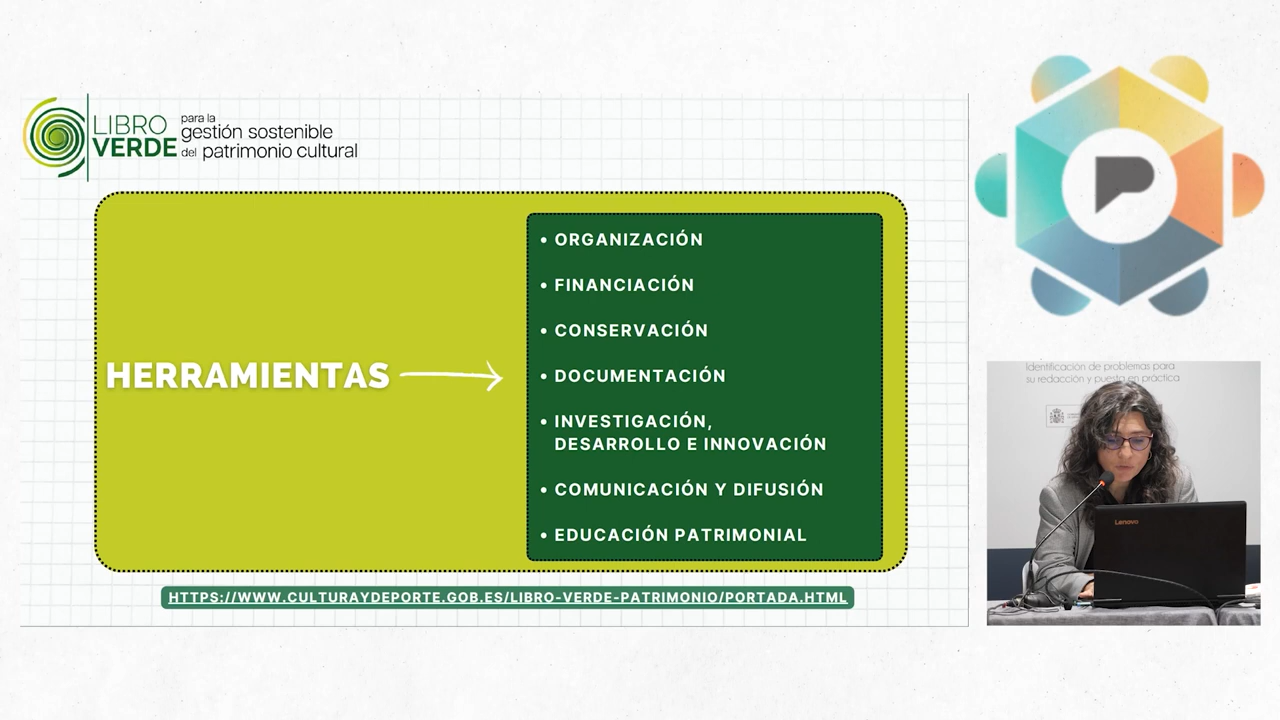 LIBRO
VERDE
para la
gestión sostenible
del patrimonio cultural
HERRAMIENTAS
• ORGANIZACIÓN
• FINANCIACIÓN
• CONSERVACIÓN
• DOCUMENTACIÓN
• INVESTIGACIÓN,
DESARROLLO E INNOVACIÓN
• COMUNICACIÓN Y DIFUSIÓN
• EDUCACIÓN PATRIMONIAL
HTTPS://WWW.CULTURAYDEPORTE.GOB.ES/LIBRO-VERDE-PATRIMONIO/PORTADA.HTML
P
Identificación de problemas para
su redacción y puesta en práctica
Lenovo